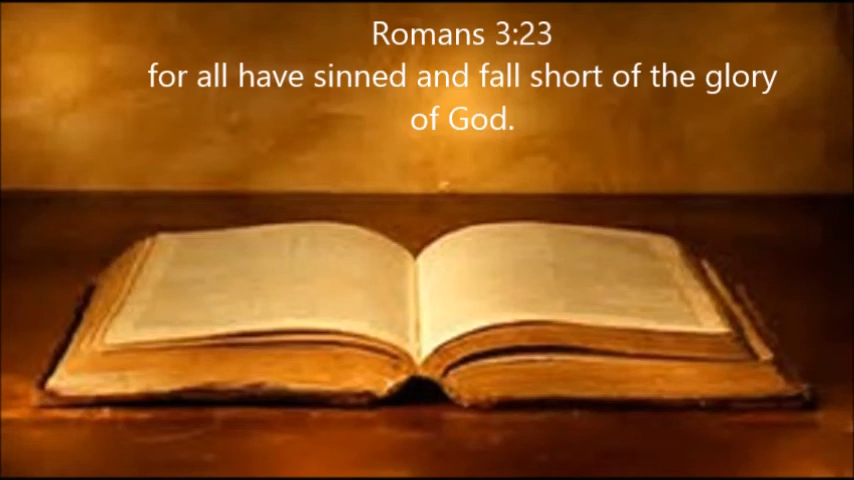 Romans 3:23
for all have sinned and fall short of the glory
of God.